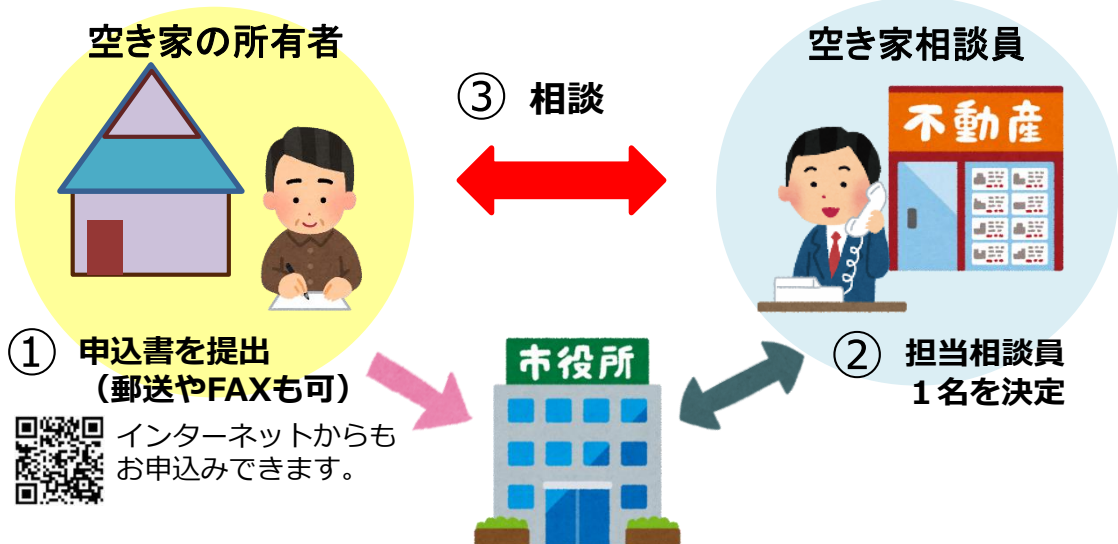 空き家の所有者
空き家相談員
③ 相談
不動産
① 申込書を提出
（郵送やFAXも可）
インターネットからも
お申込みできます。
市役所
② 担当相談員
１名を決定